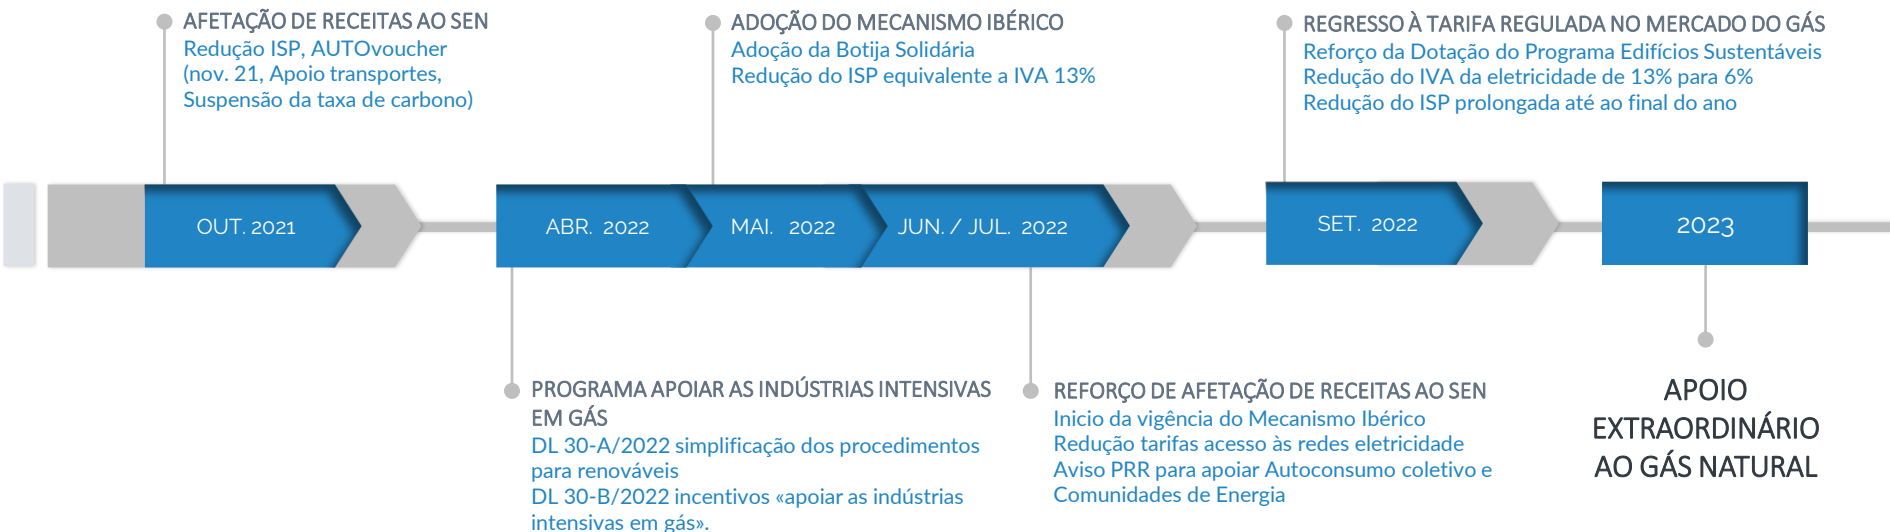 AFETAÇÃO DE RECEITAS AO SEN
Redução ISP, AUTOvoucher
(nov. 21, Apoio transportes,
Suspensão da taxa de carbono)
ADOÇÃO DO MECANISMO IBÉRICO
Adoção da Botija Solidária
Redução do ISP equivalente a IVA 13%
REGRESSO À TARIFA REGULADA NO MERCADO DO GÁS
Reforço da Dotação do Programa Edifícios Sustentáveis
Redução do IVA da eletricidade de 13% para 6%
Redução do ISP prolongada até ao final do ano
OUT. 2021
ABR. 2022
MAI. 2022
JUN. / JUL. 2022
SET. 2022
2023
PROGRAMA APOIAR AS INDÚSTRIAS INTENSIVAS
EM GÁS
DL 30-A/2022 simplificação dos procedimentos
para renováveis
DL 30-B/2022 incentivos «apoiar as indústrias
intensivas em gás».
REFORÇO DE AFETAÇÃO DE RECEITAS AO SEN
Inicio da vigência do Mecanismo Ibérico
Redução tarifas acesso às redes eletricidade
Aviso PRR para apoiar Autoconsumo coletivo e
Comunidades de Energia
APOIO
EXTRAORDINÁRIO
AO GÁS NATURAL